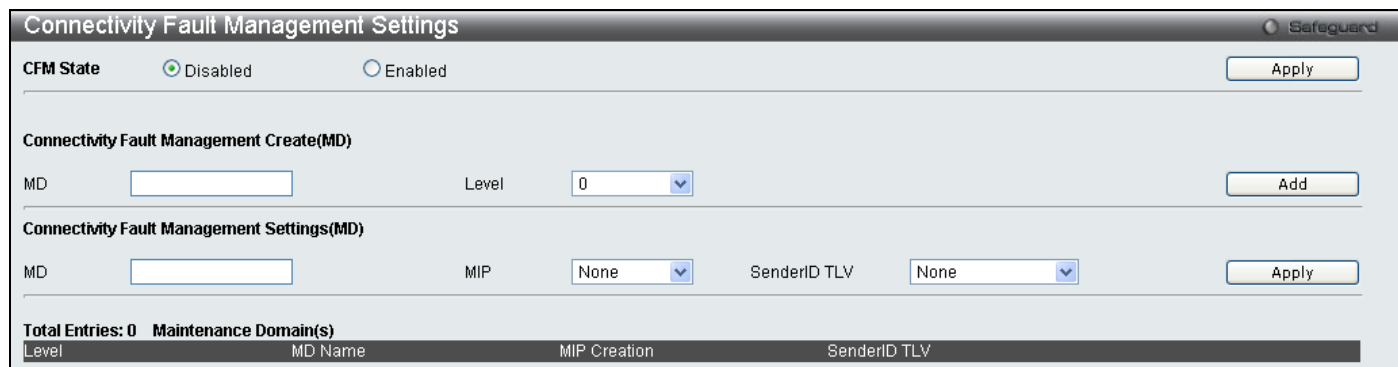 Connectivity Fault Management Settings Safeguard
CFM State Disabled Enabled Apply
Connectivity Fault Management Create(MD)
MD Level 0 Add
Connectivity Fault Management Settings(MD)
MD MIP None SenderID TLV None Apply
Total Entries: 0 Maintenance Domain(s)
Level MD Name MIP Creation SenderID TLV